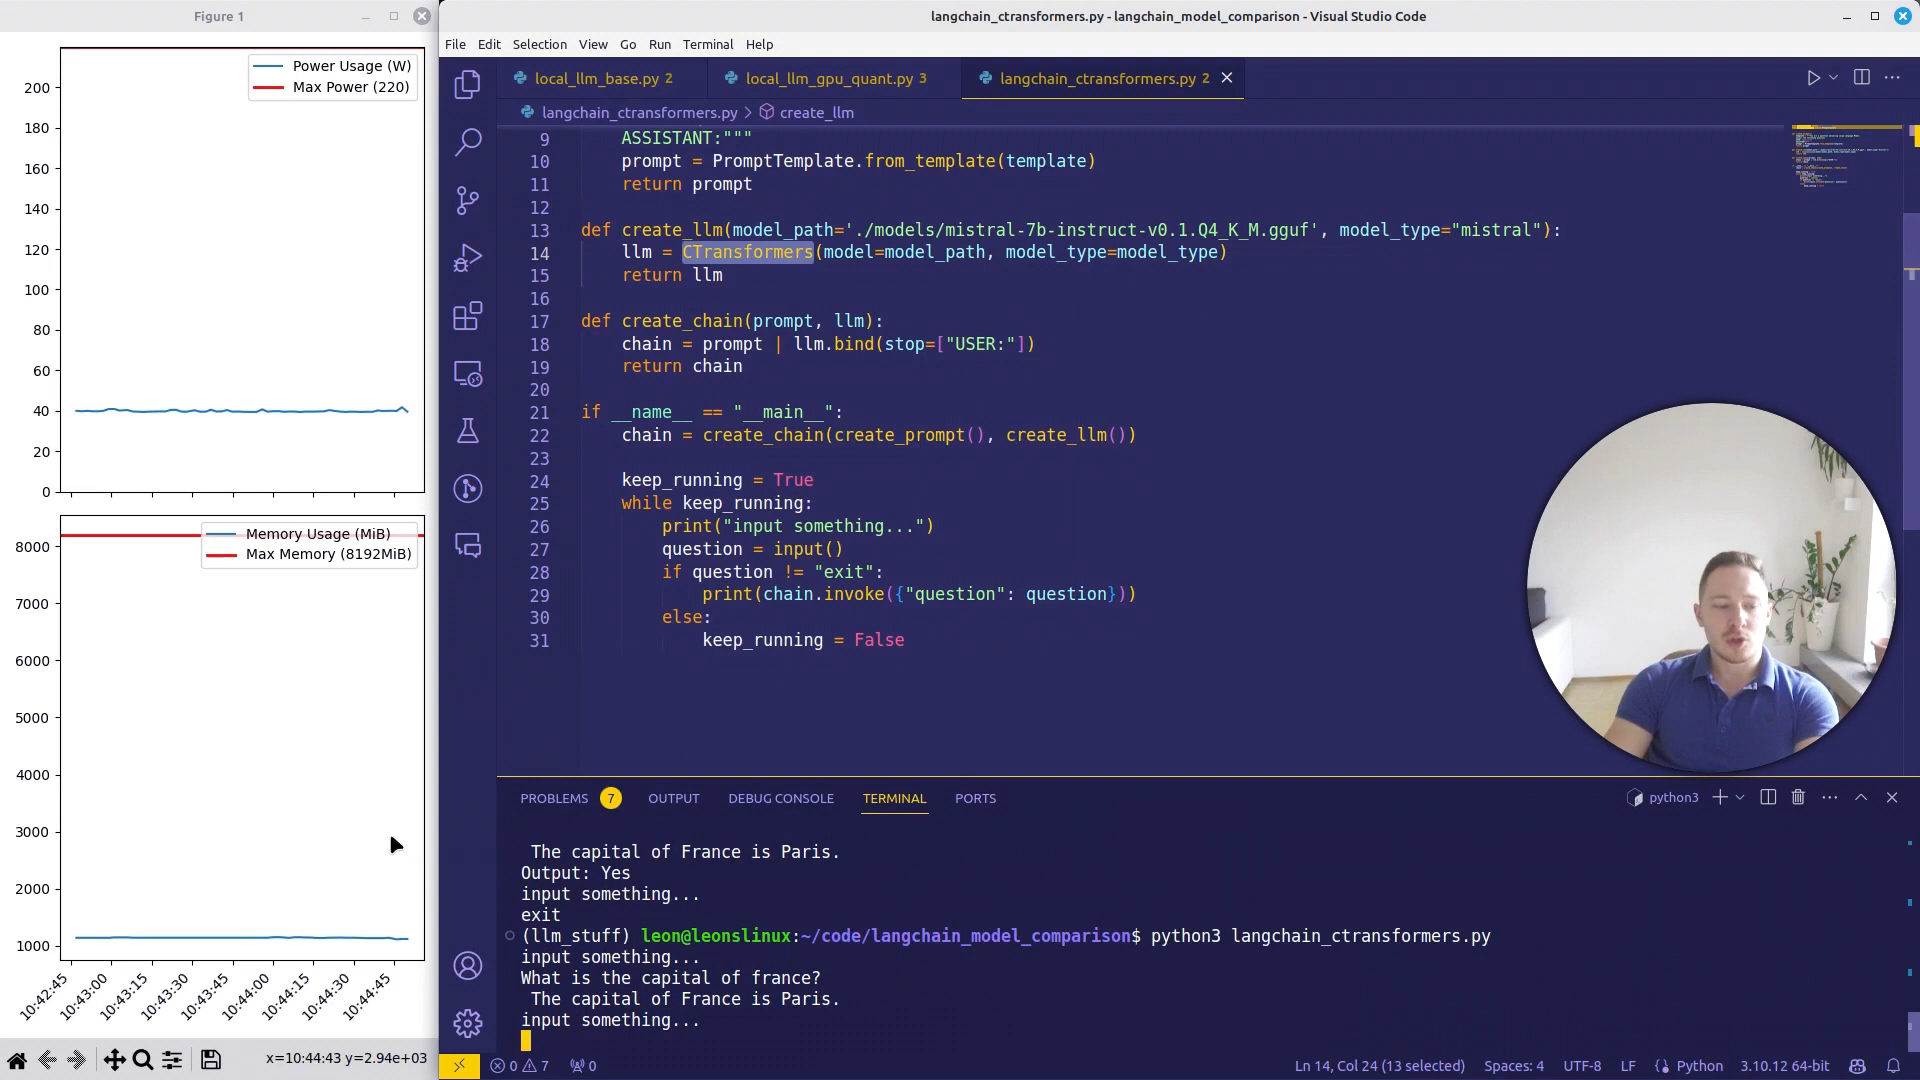 Figure 1
Power Usage (W)
Max Power (220)
200
180
160
140
120
100
80
60
40
20
0
Memory Usage (MiB)
Max Memory (8192MiB)
8000
7000
6000
5000
4000
3000
2000
1000
10:42:45
10:43:00
10:43:15
10:43:30
10:43:45
10:44:00
10:44:15
10:44:30
10:44:45
x=10:44:43 y=2.94e+03
langchain_ctransformers.py - langchain_model_comparison - Visual Studio Code
File Edit Selection View Go Run Terminal Help
local_llm_base.py 2 local_llm_gpu_quant.py 3 langchain_ctransformers.py 2
langchain_ctransformers.py > create_llm
9 ASSISTANT:"""
10 prompt = PromptTemplate.from_template(template)
11 return prompt
12
13 def create_llm(model_path='./models/mistral-7b-instruct-v0.1.Q4_K_M.gguf', model_type="mistral"):
14 llm = CTransformers(model=model_path, model_type=model_type)
15 return llm
16
17 def create_chain(prompt, llm):
18 chain = prompt | llm.bind(stop=["USER:"])
19 return chain
20
21 if __name__ == "__main__":
22 chain = create_chain(create_prompt(), create_llm())
23
24 keep_running = True
25 while keep_running:
26 print("input something...")
27 question = input()
28 if question != "exit":
29 print(chain.invoke({"question": question}))
30 else:
31 keep_running = False
PROBLEMS 7 OUTPUT DEBUG CONSOLE TERMINAL PORTS python3
The capital of France is Paris.
Output: Yes
input something...
exit
(llm_stuff) leon@leonslinux:~/code/langchain_model_comparison$ python3 langchain_ctransformers.py
input something...
What is the capital of france?
The capital of France is Paris.
input something...
0 7 0 Ln 14, Col 24 (13 selected) Spaces: 4 UTF-8 LF Python 3.10.12 64-bit